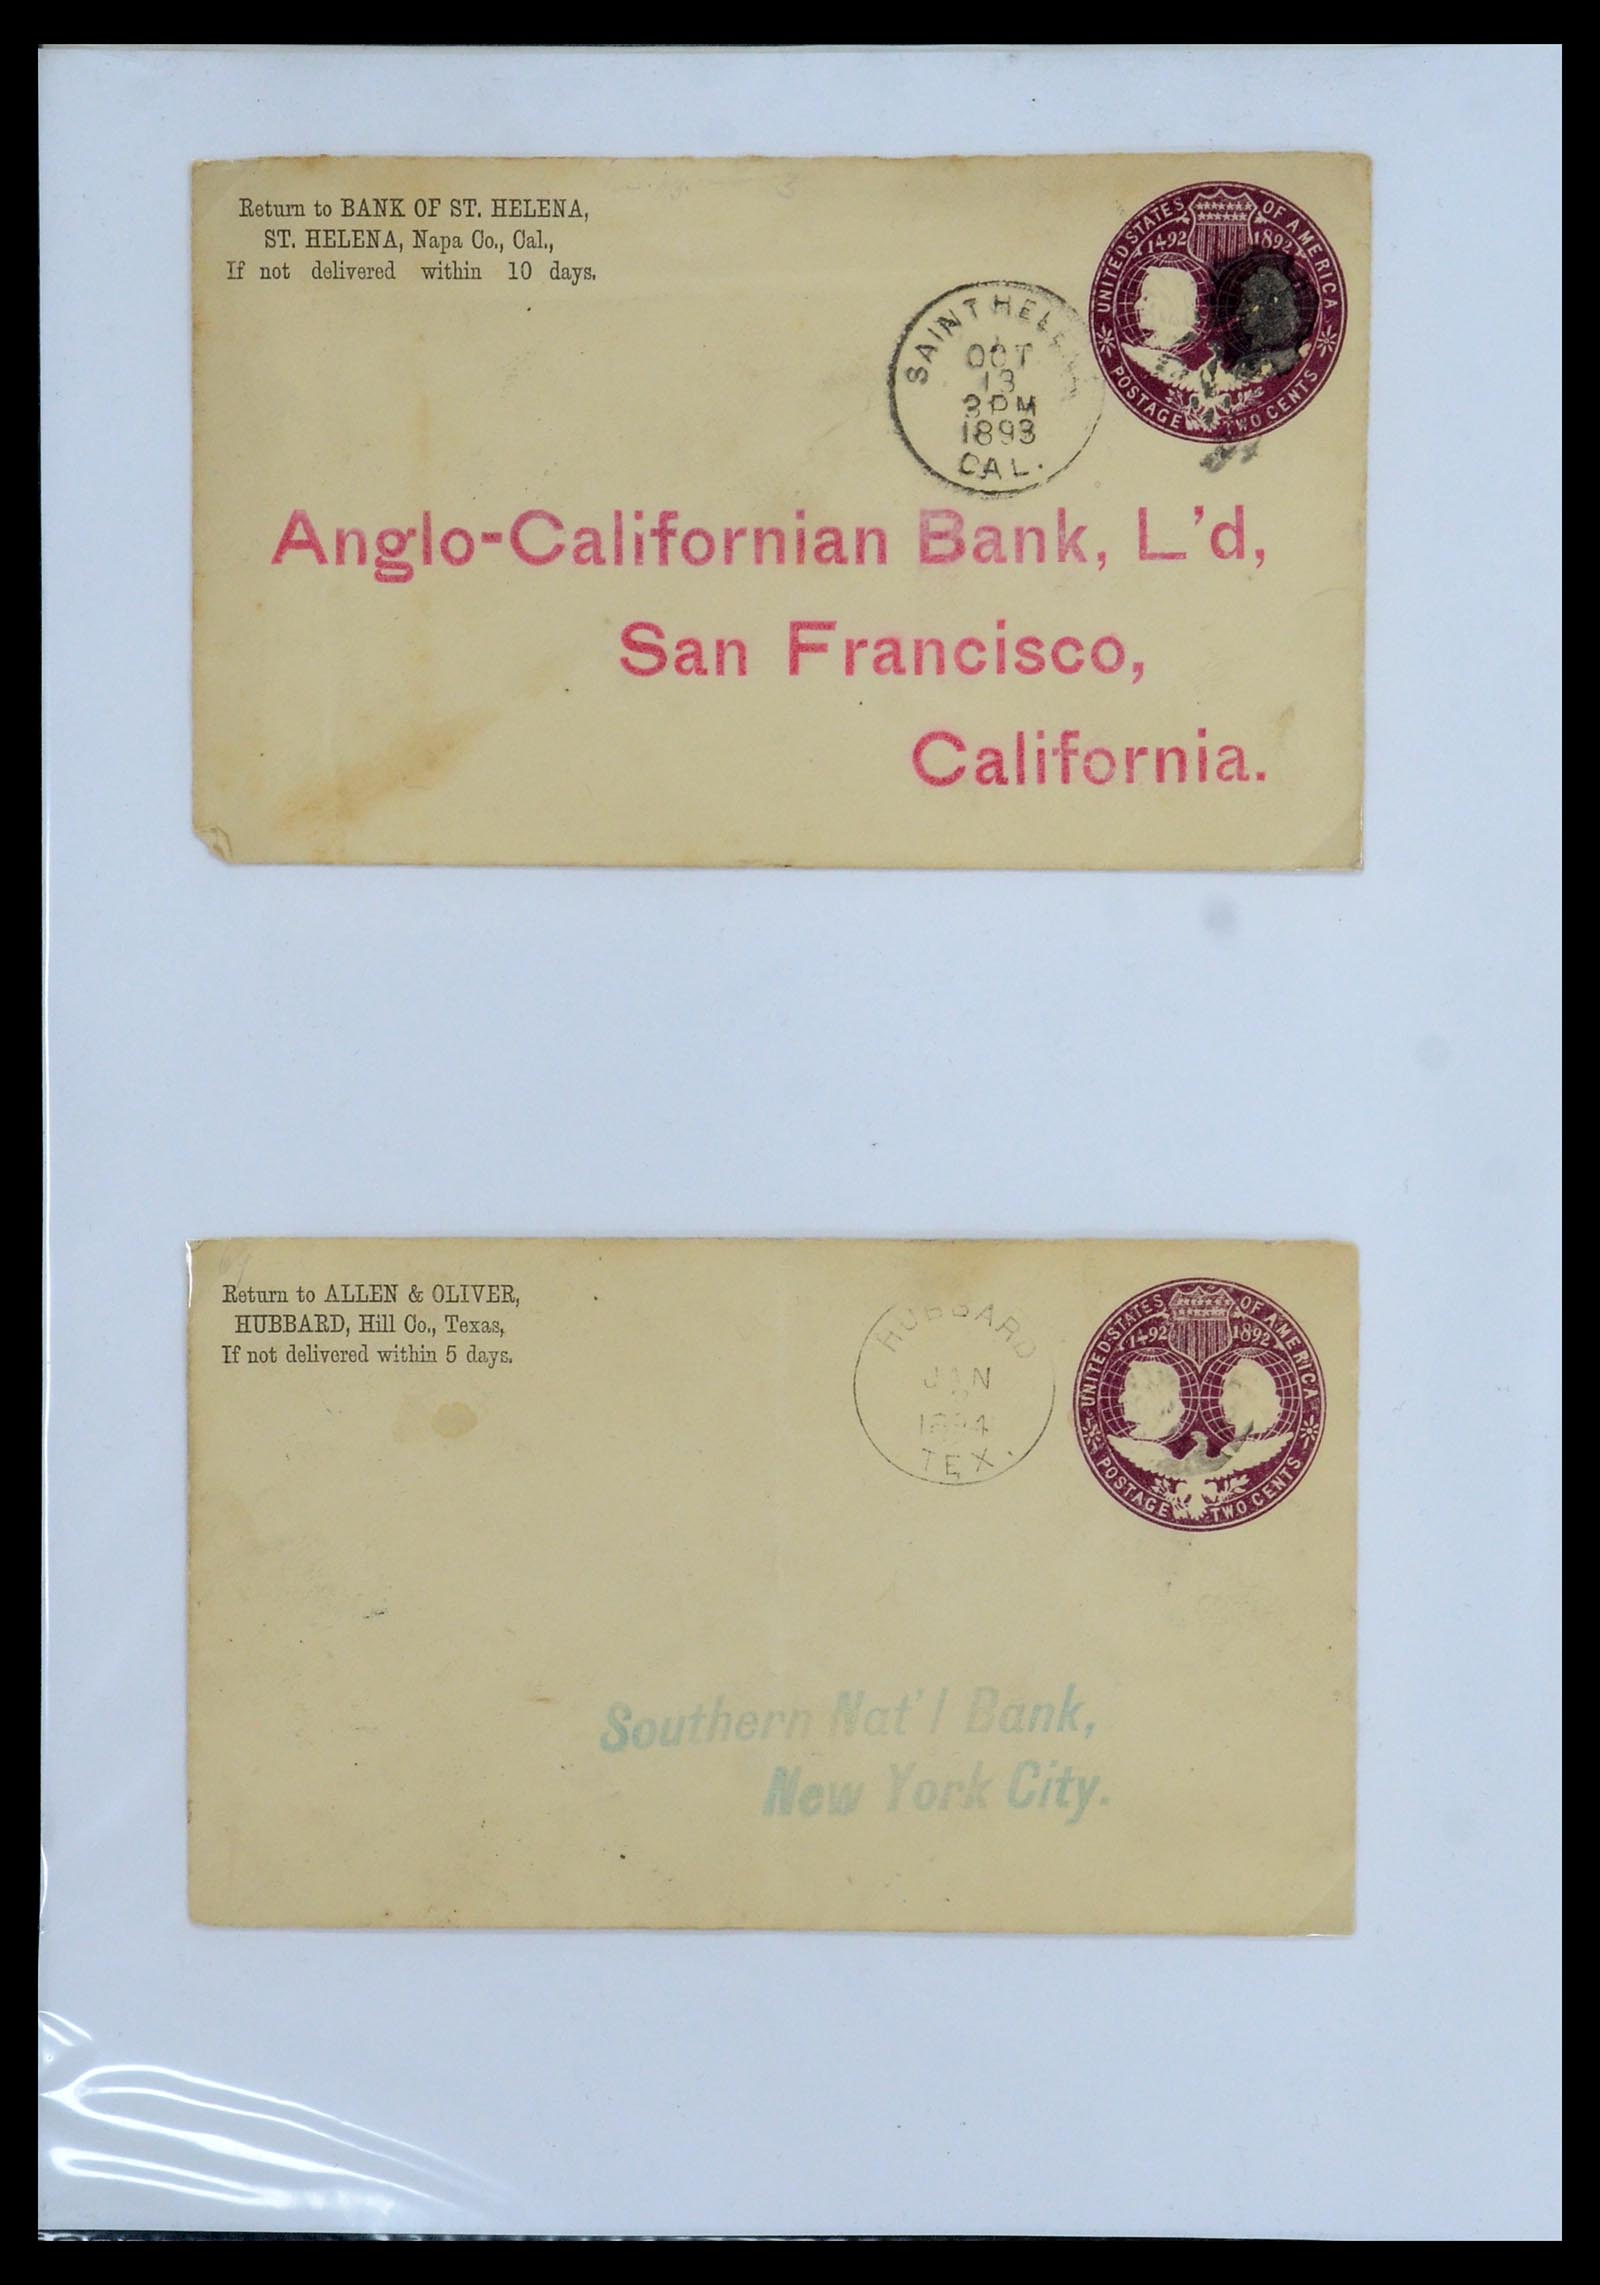 Return to BANK OF ST. HELENA,
ST. HELENA, Napa Co., Cal.,
If not delivered within 10 days.
UNITED STATES OF AMERICA
1492 1892
POSTAGE TWO CENTS
SAINT HELENA
OCT
13
3PM
1893
CAL.
Anglo-Californian Bank, L'd,
San Francisco,
California.
Return to ALLEN & OLIVER,
HUBBARD, Hill Co., Texas,
If not delivered within 5 days.
HUBBARD
JAN
1894
TEX.
UNITED STATES OF AMERICA
1492 1892
POSTAGE TWO CENTS
Southern Nat'l Bank,
New York City.